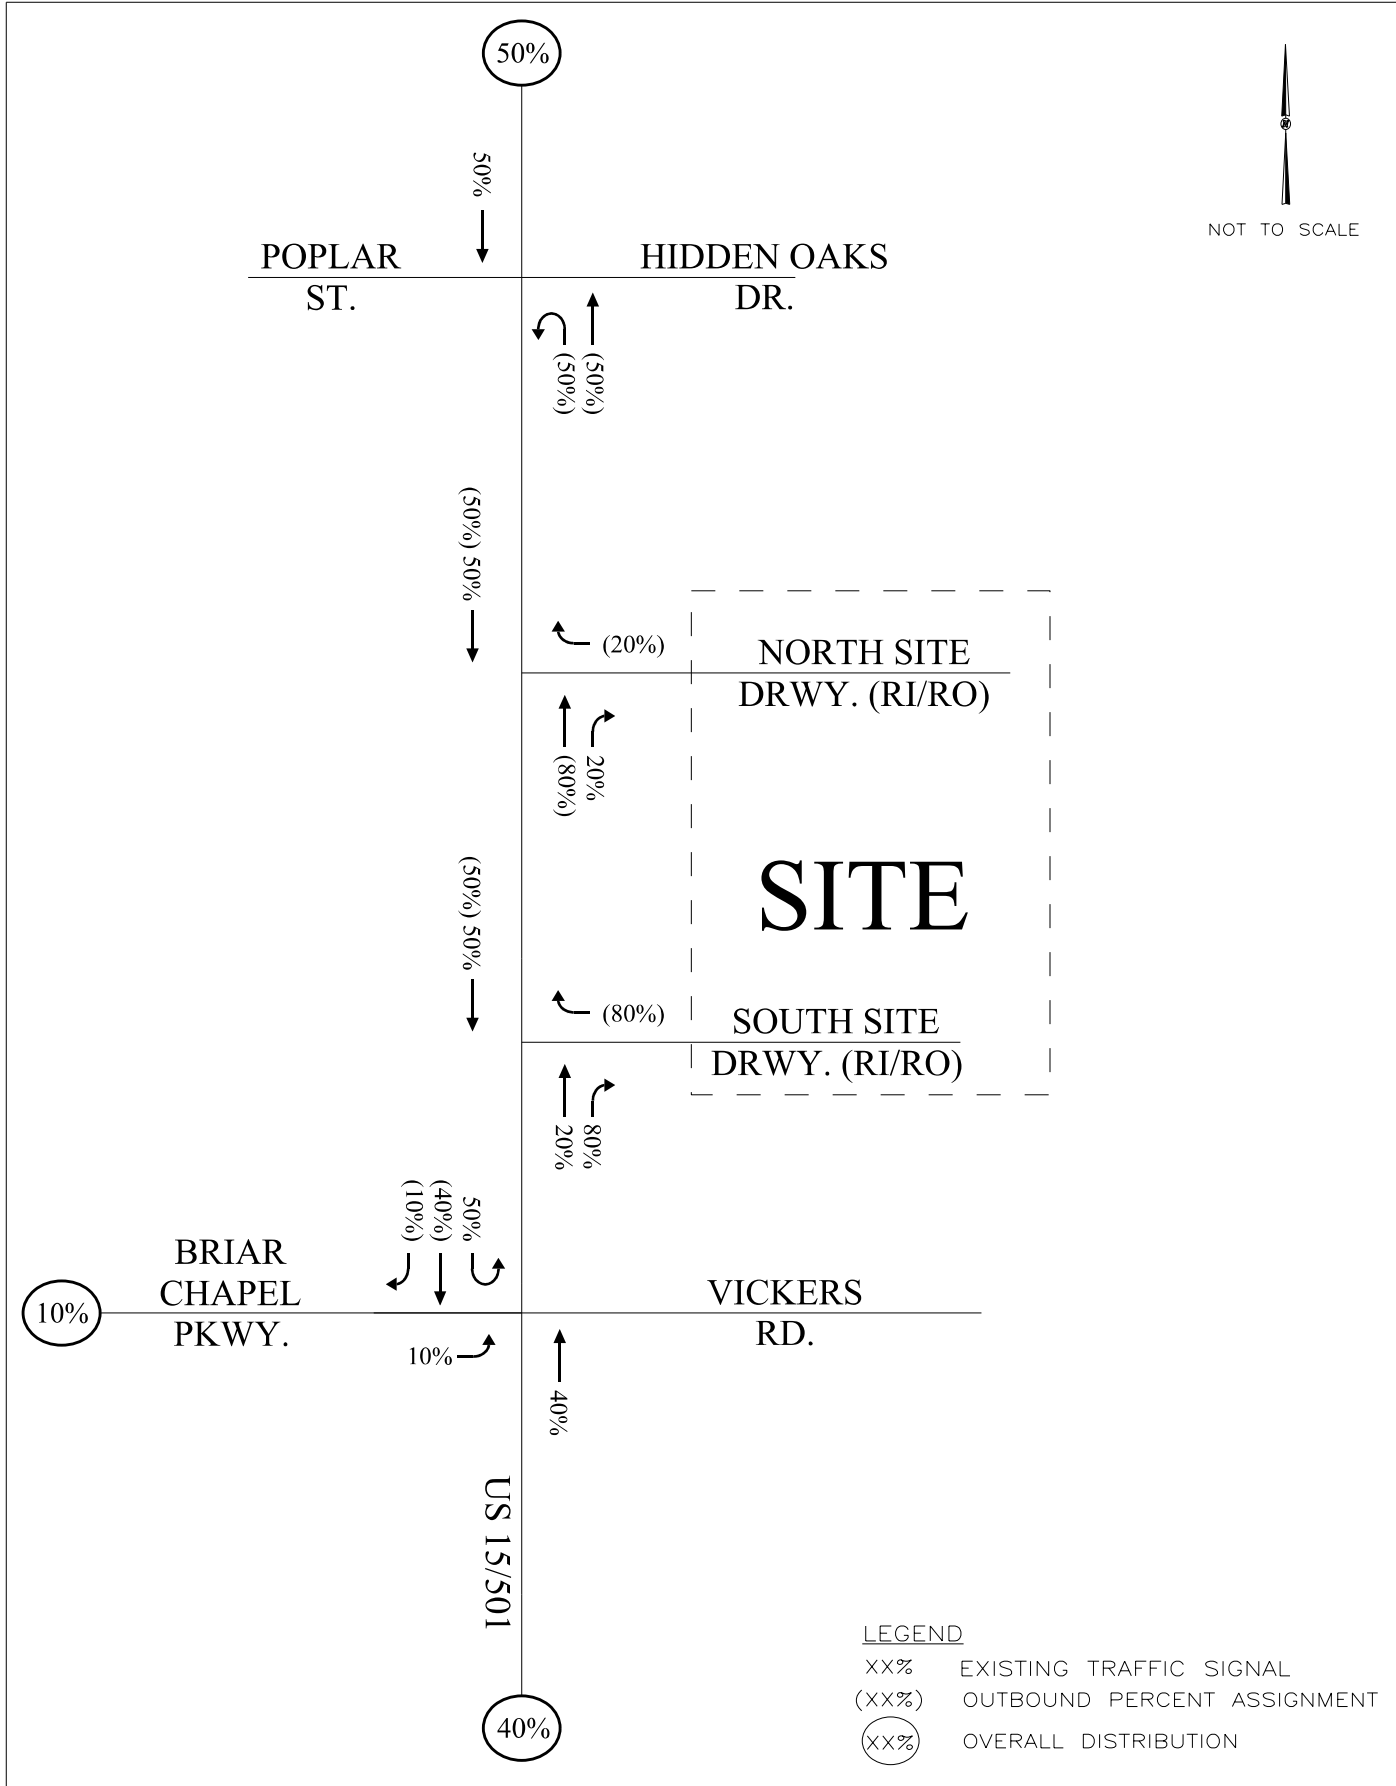 50%
50%
NOT TO SCALE
POPLAR
ST.
HIDDEN OAKS
DR.
(50%)
(50%)
(50%) 50%
(20%)
NORTH SITE
DRWY. (RI/RO)
(80%)
20%
SITE
(50%) 50%
(80%)
SOUTH SITE
DRWY. (RI/RO)
20%
80%
(10%)
(40%)
50%
BRIAR
CHAPEL
PKWY.
10%
VICKERS
RD.
10%
40%
US 15/501
40%
LEGEND
XX% EXISTING TRAFFIC SIGNAL
(XX%) OUTBOUND PERCENT ASSIGNMENT
XX% OVERALL DISTRIBUTION